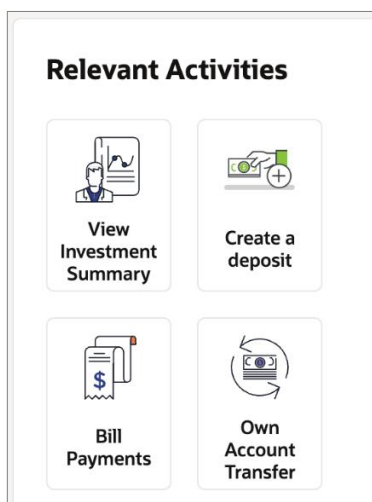 Relevant Activities
View
Investment
Summary
Create a
deposit
$
Bill
Payments
Own
Account
Transfer